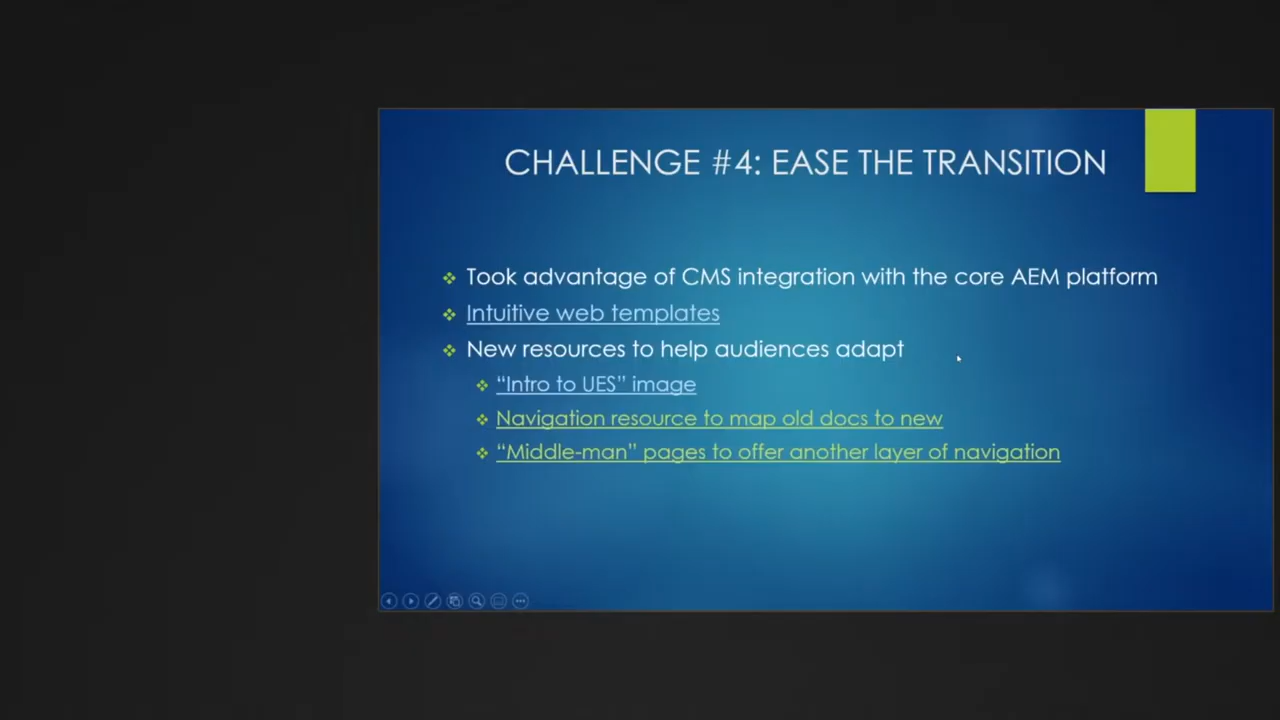 CHALLENGE #4: EASE THE TRANSITION
Took advantage of CMS integration with the core AEM platform
Intuitive web templates
New resources to help audiences adapt
“Intro to UES” image
Navigation resource to map old docs to new
“Middle-man” pages to offer another layer of navigation